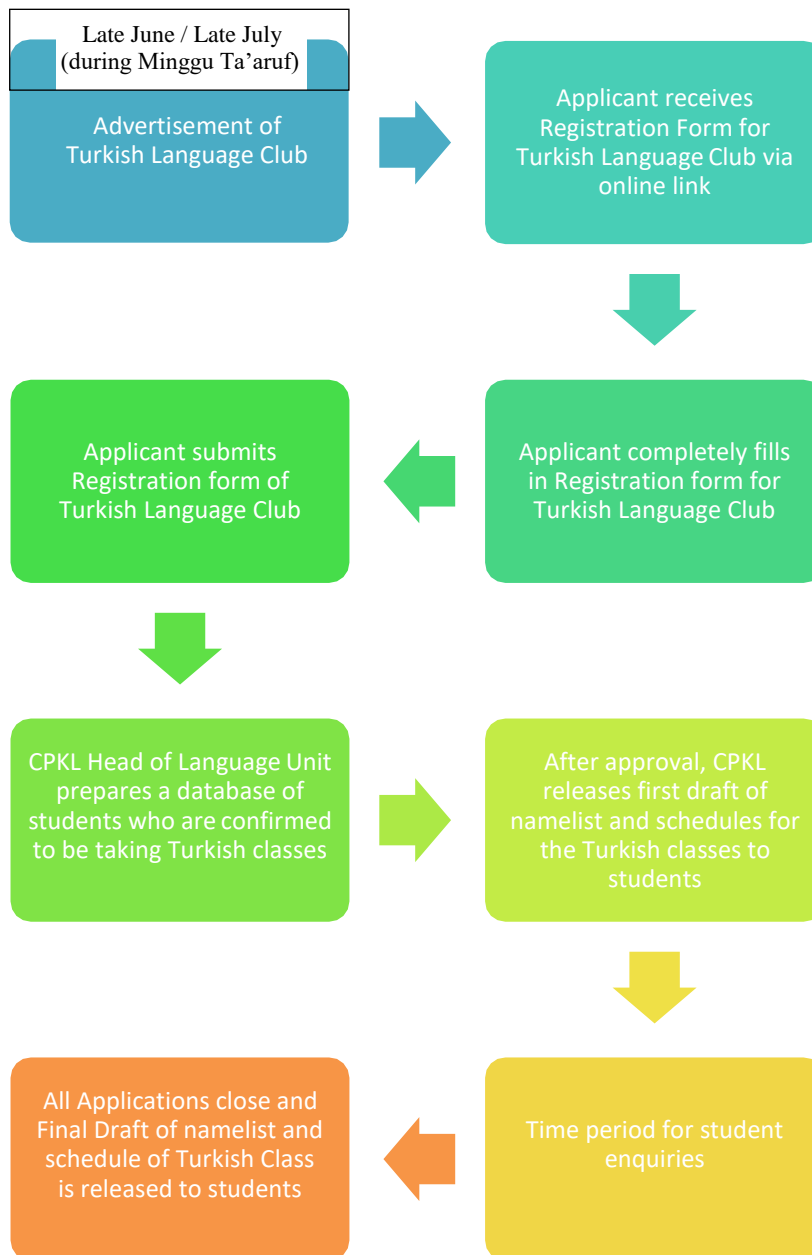 Late June / Late July
(during Minggu Ta’aruf)
Advertisement of
Turkish Language Club
Applicant receives
Registration Form for
Turkish Language Club via
online link
Applicant completely fills
in Registration form for
Turkish Language Club
Applicant submits
Registration form of
Turkish Language Club
CPKL Head of Language Unit
prepares a database of
students who are confirmed
to be taking Turkish classes
After approval, CPKL
releases first draft of
namelist and schedules for
the Turkish classes to
students
Time period for student
enquiries
All Applications close and
Final Draft of namelist and
schedule of Turkish Class
is released to students